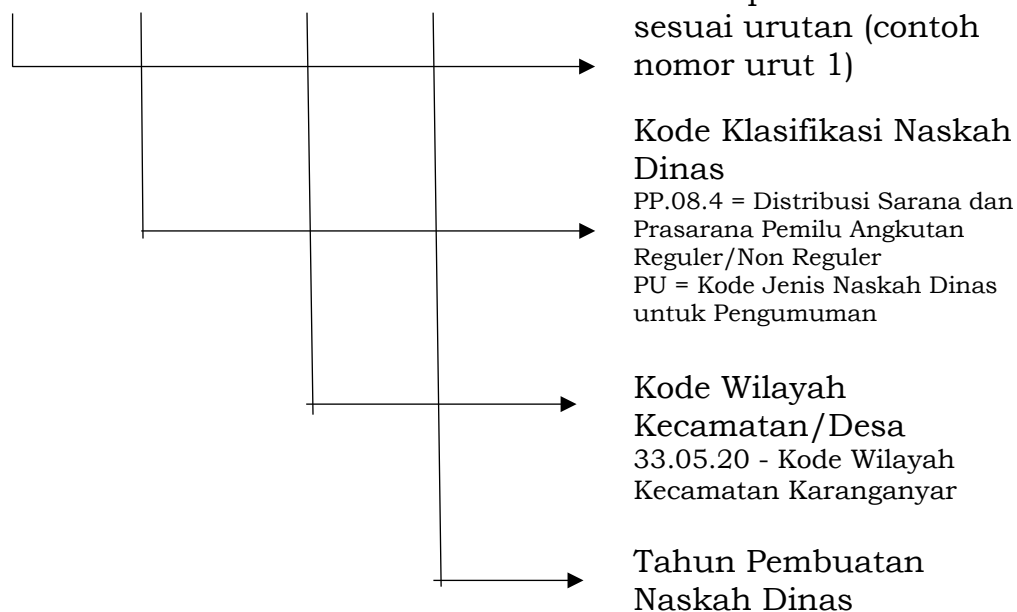 sesuai urutan (contoh
nomor urut 1)
Kode Klasifikasi Naskah
Dinas
PP.08.4 = Distribusi Sarana dan
Prasarana Pemilu Angkutan
Reguler/Non Reguler
PU = Kode Jenis Naskah Dinas
untuk Pengumuman
Kode Wilayah
Kecamatan/Desa
33.05.20 - Kode Wilayah
Kecamatan Karanganyar
Tahun Pembuatan
Naskah Dinas